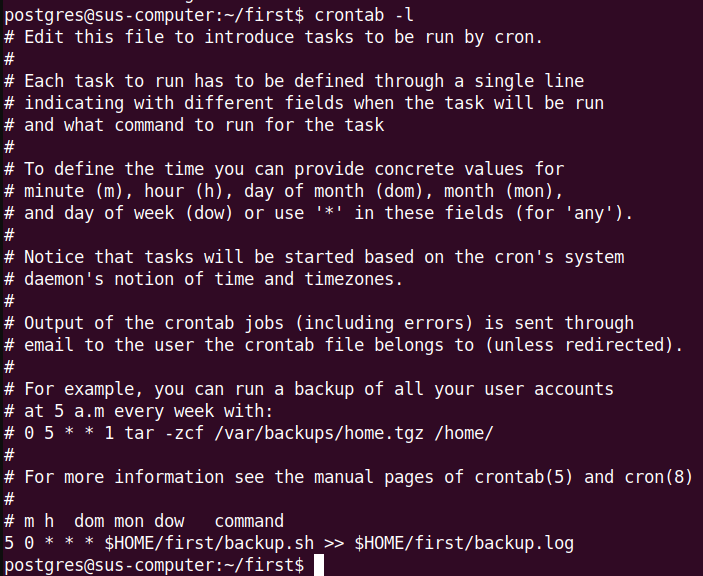 postgres@sus-computer:~/first$ crontab -l
# Edit this file to introduce tasks to be run by cron.
#
# Each task to run has to be defined through a single line
# indicating with different fields when the task will be run
# and what command to run for the task
#
# To define the time you can provide concrete values for
# minute (m), hour (h), day of month (dom), month (mon),
# and day of week (dow) or use '*' in these fields (for 'any').
#
# Notice that tasks will be started based on the cron's system
# daemon's notion of time and timezones.
#
# Output of the crontab jobs (including errors) is sent through
# email to the user the crontab file belongs to (unless redirected).
#
# For example, you can run a backup of all your user accounts
# at 5 a.m every week with:
# 0 5 * * 1 tar -zcf /var/backups/home.tgz /home/
#
# For more information see the manual pages of crontab(5) and cron(8)
#
# m h  dom mon dow   command
5 0 * * * $HOME/first/backup.sh >> $HOME/first/backup.log
postgres@sus-computer:~/first$